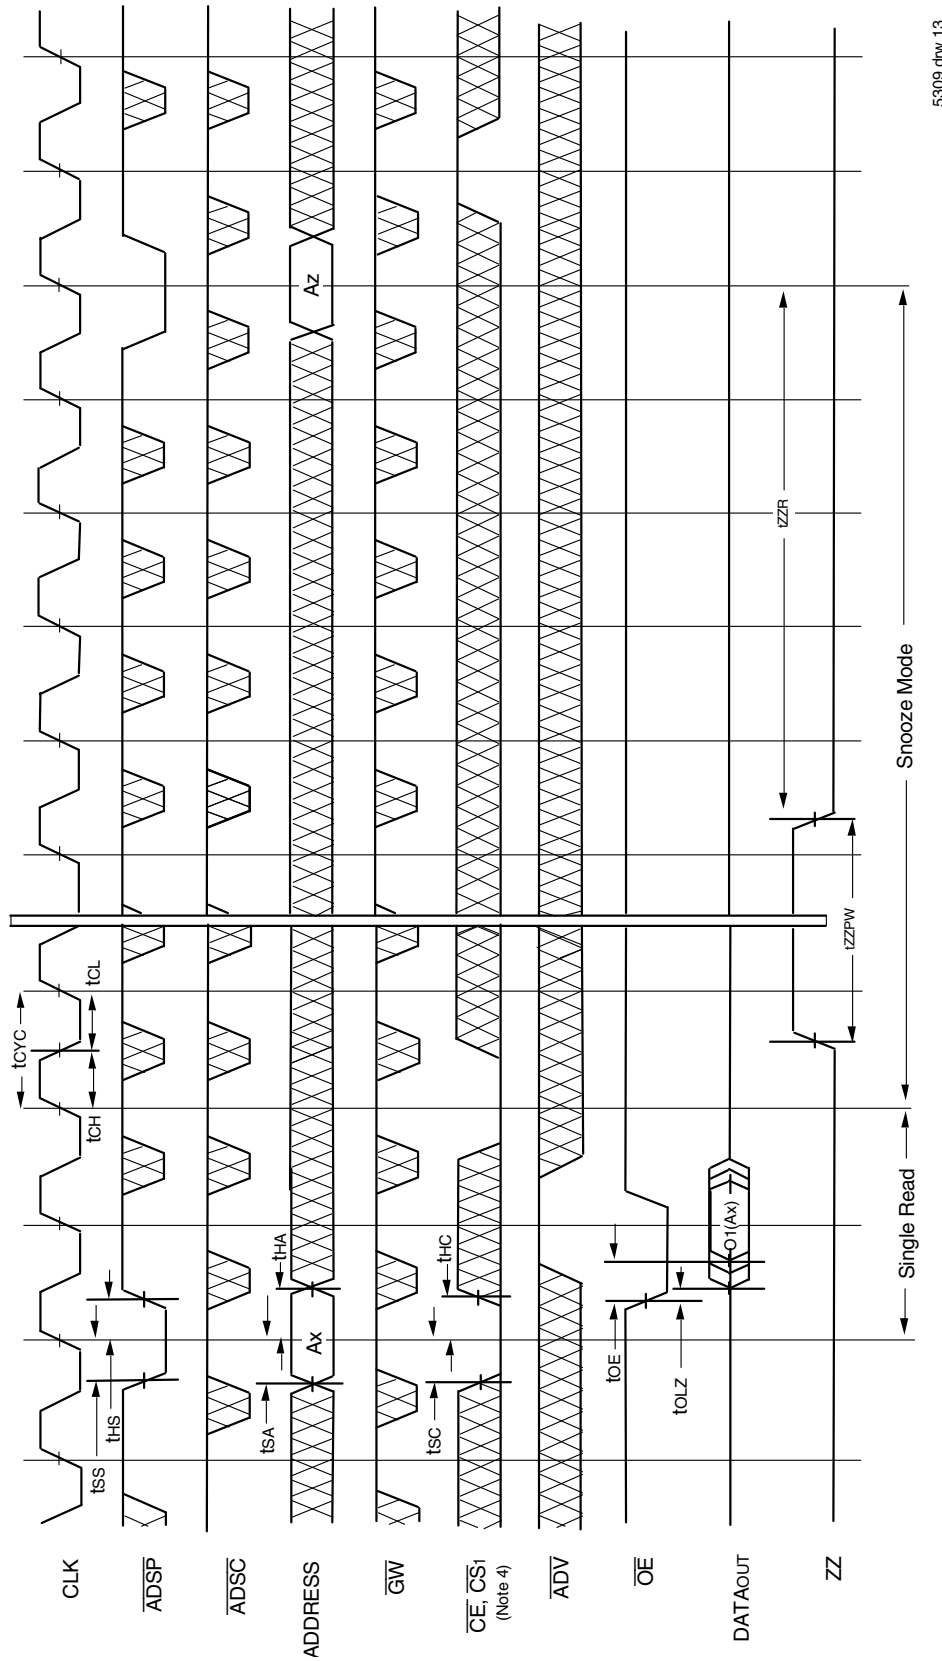 CLK
tCYC
tSS
tHS
tCH
tCL
ADSP
ADSC
ADDRESS
tSA
tHA
Ax
Az
GW
CE, CS1
(Note 4)
tSC
tHC
ADV
OE
tOE
tOLZ
DATAOUT
O1(Ax)
ZZ
tZZPW
tZZR
Single Read
Snooze Mode
5309 drw 13